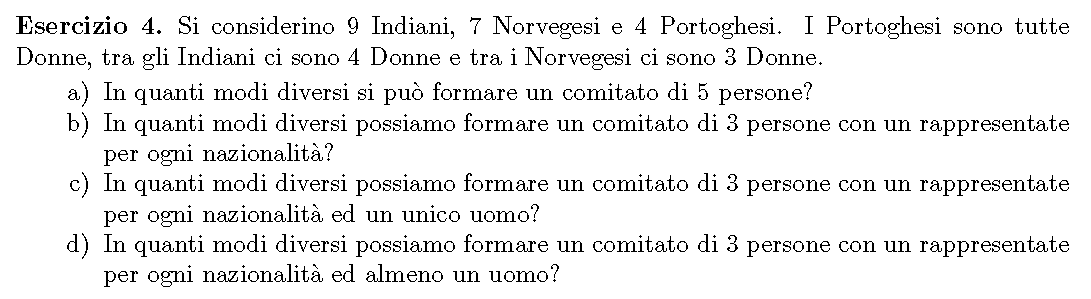 Esercizio 4. Si considerino 9 Indiani, 7 Norvegesi e 4 Portoghesi. I Portoghesi sono tutte
Donne, tra gli Indiani ci sono 4 Donne e tra i Norvegesi ci sono 3 Donne.
a) In quanti modi diversi si può formare un comitato di 5 persone?
b) In quanti modi diversi possiamo formare un comitato di 3 persone con un rappresentate
per ogni nazionalità?
c) In quanti modi diversi possiamo formare un comitato di 3 persone con un rappresentate
per ogni nazionalità ed un unico uomo?
d) In quanti modi diversi possiamo formare un comitato di 3 persone con un rappresentate
per ogni nazionalità ed almeno un uomo?